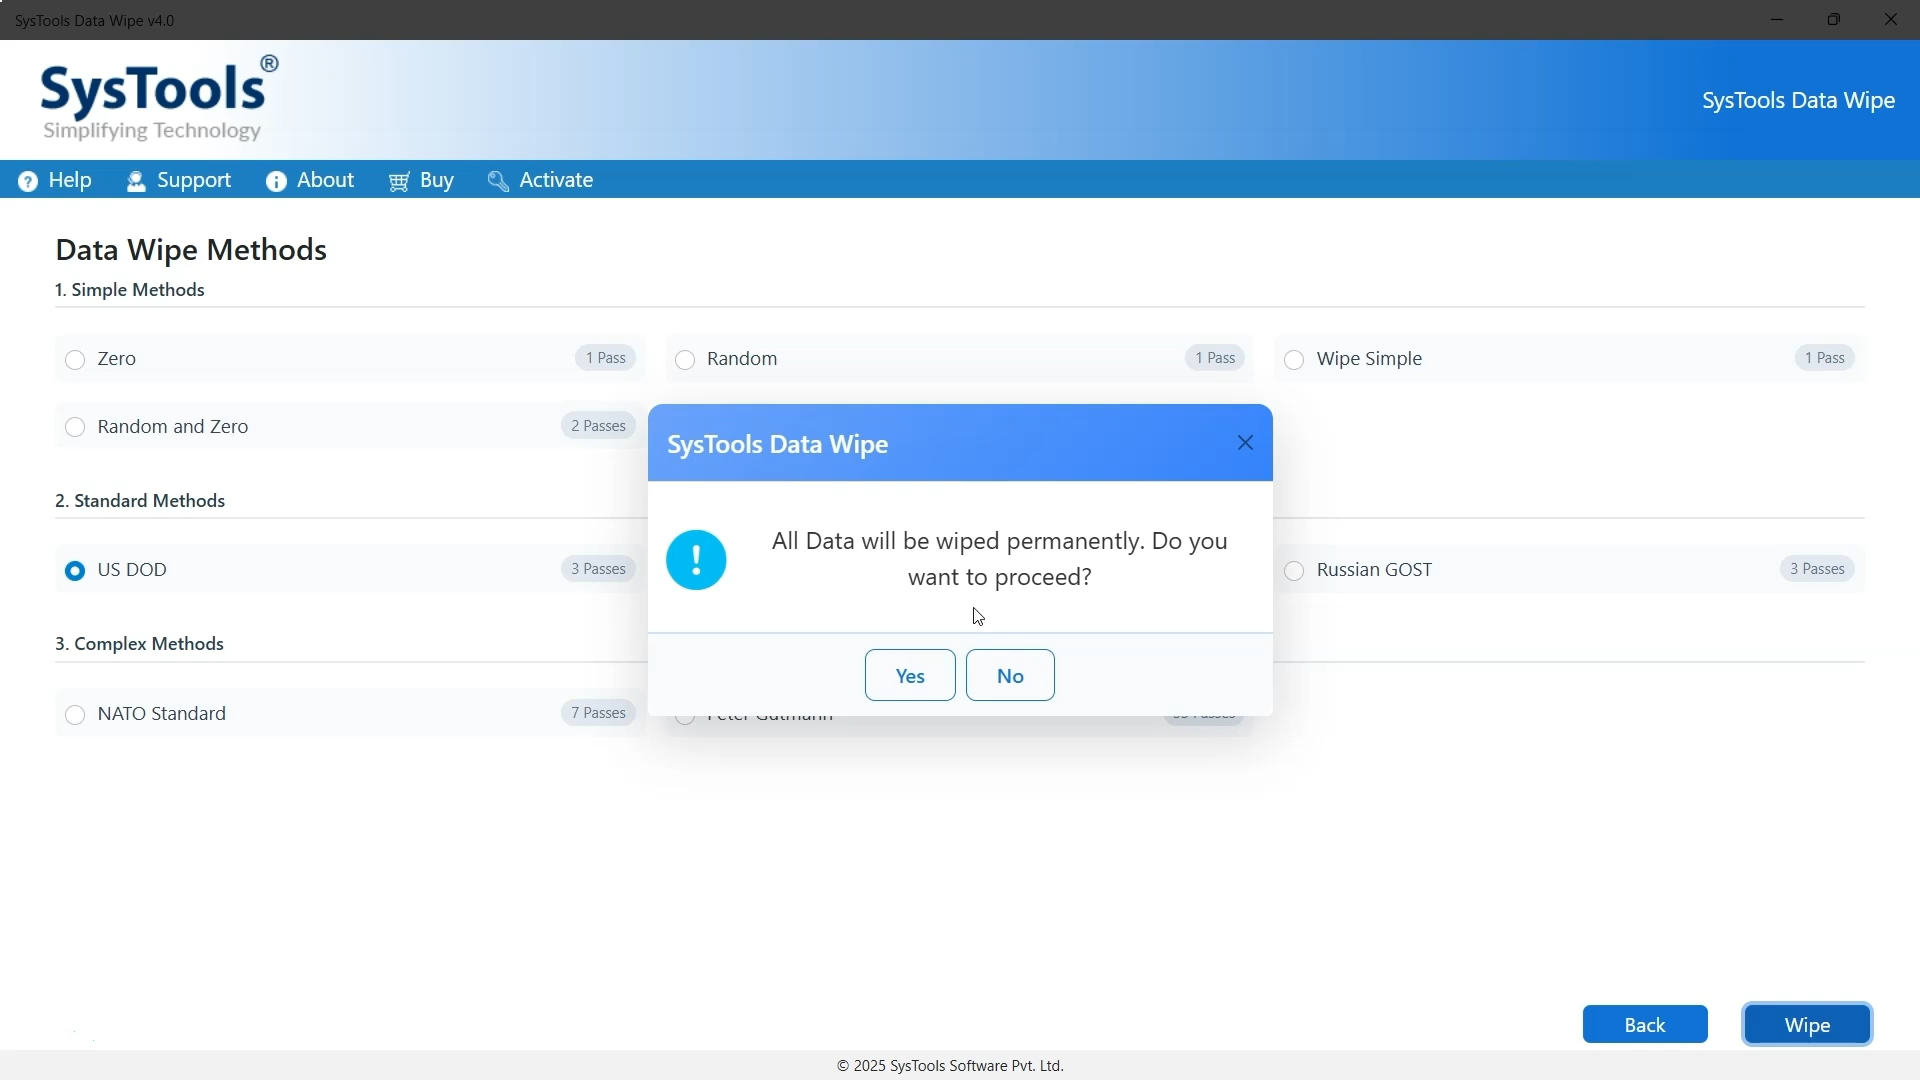 SysTools Data Wipe v4.0
SysTools®
Simplifying Technology
SysTools Data Wipe
Help Support About Buy Activate
Data Wipe Methods
1. Simple Methods
Zero 1 Pass Random 1 Pass Wipe Simple 1 Pass
Random and Zero 2 Passes
SysTools Data Wipe
All Data will be wiped permanently. Do you
want to proceed?
Yes No
2. Standard Methods
US DOD 3 Passes Russian GOST 3 Passes
3. Complex Methods
NATO Standard 7 Passes Peter Gutmann
Back Wipe
© 2025 SysTools Software Pvt. Ltd.